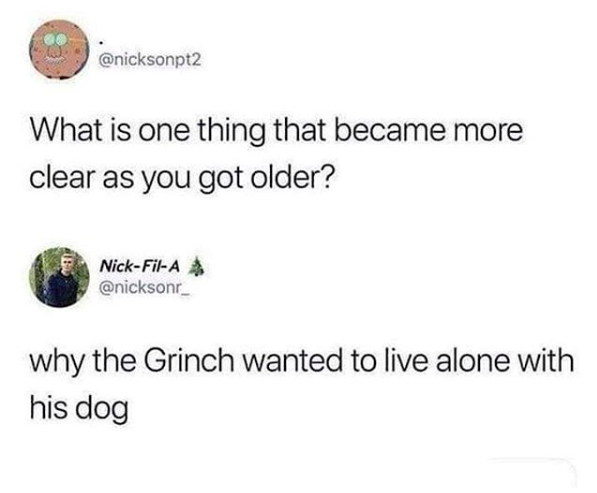 @nicksonpt2
What is one thing that became more
clear as you got older?
Nick-Fil-A 🌲
@nicksonr_
why the Grinch wanted to live alone with
his dog